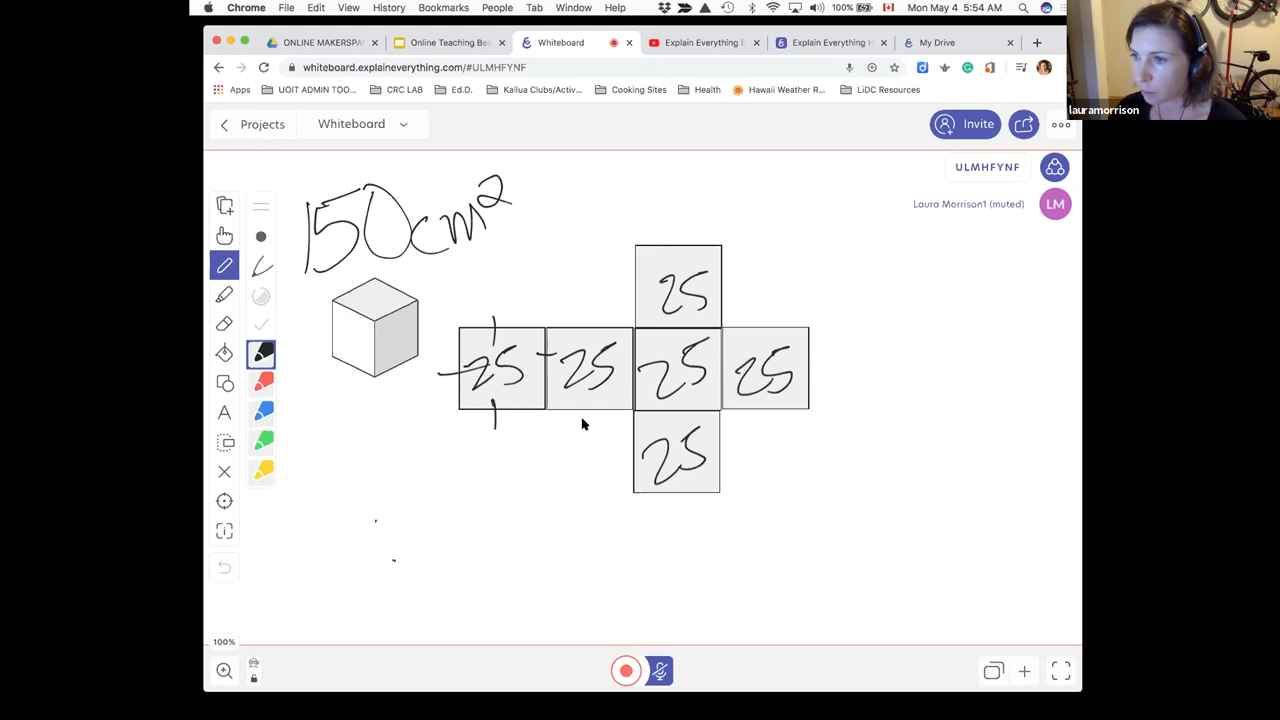 Chrome File Edit View History Bookmarks People Tab Window Help 100% Mon May 4 5:54 AM
ONLINE MAKERSPA
Online Teaching Be
Whiteboard
Explain Everything E
Explain Everything H
My Drive
whiteboard.explaineverything.com/#ULMHFYNF
Apps UOIT ADMIN TOO... CRC LAB Ed.D. Kailua Clubs/Activ... Cooking Sites Health Hawaii Weather R... LiDC Resources
lauramorrison
Projects Whiteboard Invite
ULMHFYNF
Laura Morrison1 (muted) LM
150cm²
25
25 25 25 25
25
100%